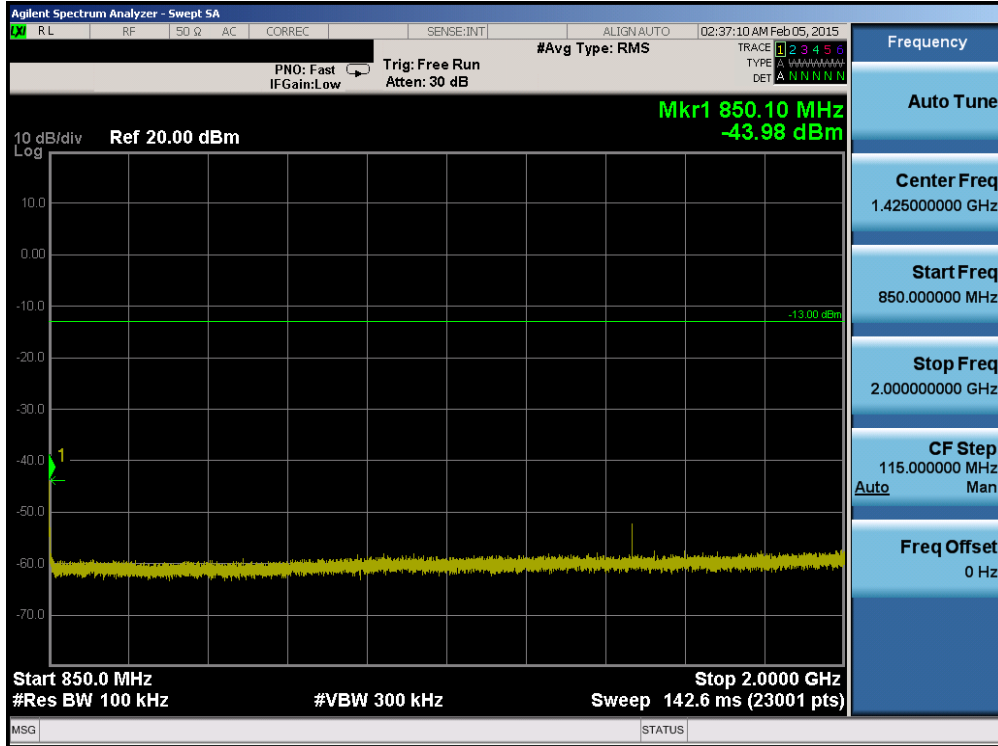 Agilent Spectrum Analyzer - Swept SA
LXI RL RF 50 Ω AC CORREC SENSE:INT ALIGN AUTO 02:37:10 AM Feb 05, 2015
#Avg Type: RMS
TRACE 1 2 3 4 5 6
PNO: Fast Trig: Free Run
TYPE A WWWWW
IFGain:Low Atten: 30 dB
DET A N N N N N
Mkr1 850.10 MHz
-43.98 dBm
10 dB/div Ref 20.00 dBm
Log
10.0
0.00
-10.0
-13.00 dBm
-20.0
-30.0
-40.0
1
-50.0
-60.0
-70.0
Start 850.0 MHz Stop 2.0000 GHz
#Res BW 100 kHz #VBW 300 kHz Sweep 142.6 ms (23001 pts)
MSG STATUS
Frequency
Auto Tune
Center Freq
1.425000000 GHz
Start Freq
850.000000 MHz
Stop Freq
2.000000000 GHz
CF Step
115.000000 MHz
Auto Man
Freq Offset
0 Hz